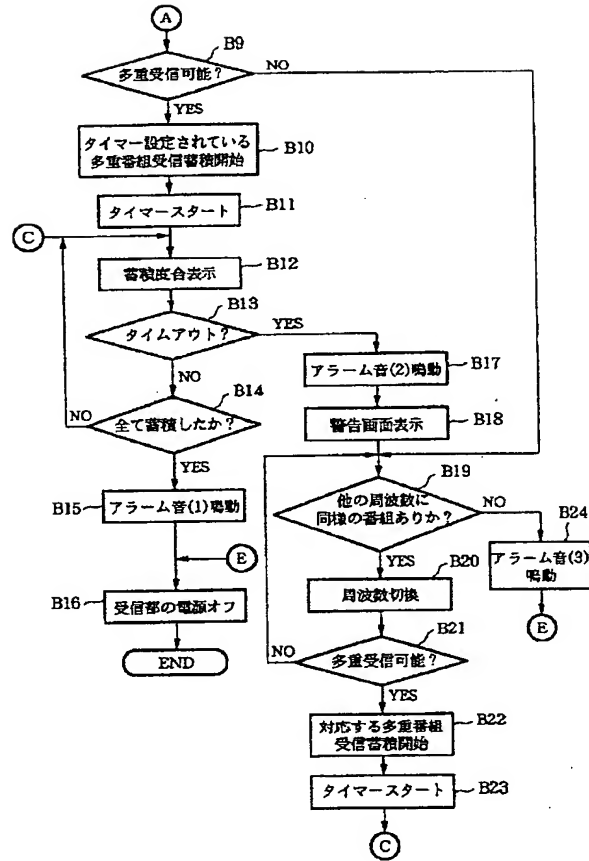 A
B9
多重受信可能?
NO
YES
タイマー設定されている
多重番組受信蓄積開始
B10
タイマースタート
B11
C
蓄積度合表示
B12
B13
タイムアウト?
YES
NO
アラーム音(2)鳴動
B17
B14
全て蓄積したか?
NO
YES
警告画面表示
B18
B19
他の周波数に
同様の番組ありか?
NO
YES
B15
アラーム音(1)鳴動
E
B16
受信部の電源オフ
END
B24
アラーム音(3)
鳴動
E
B20
周波数切換
B21
多重受信可能?
NO
YES
対応する多重番組
受信蓄積開始
B22
タイマースタート
B23
C